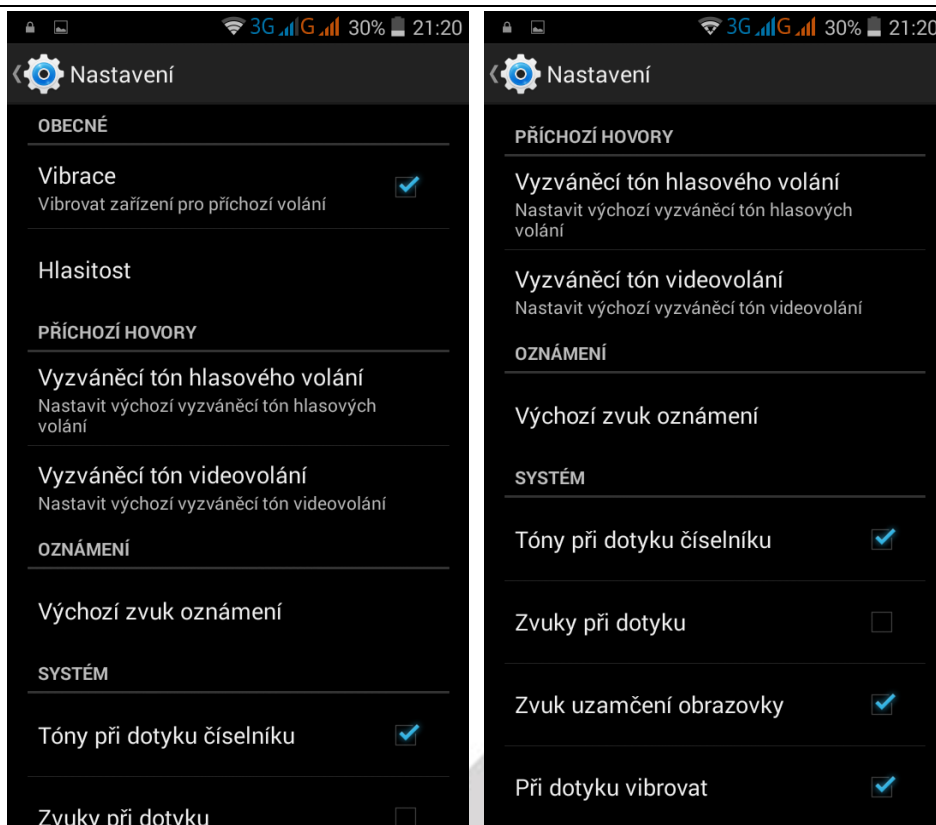 3G G 30% 21:20
Nastavení
OBECNÉ
Vibrace
Vibrovat zařízení pro příchozí volání
Hlasitost
PŘÍCHOZÍ HOVORY
Vyzváněcí tón hlasového volání
Nastavit výchozí vyzváněcí tón hlasových
volání
Vyzváněcí tón videovolání
Nastavit výchozí vyzváněcí tón videovolání
OZNÁMENÍ
Výchozí zvuk oznámení
SYSTÉM
Tóny při dotyku číselníku
Zvuky při dotyku
3G G 30% 21:20
Nastavení
PŘÍCHOZÍ HOVORY
Vyzváněcí tón hlasového volání
Nastavit výchozí vyzváněcí tón hlasových
volání
Vyzváněcí tón videovolání
Nastavit výchozí vyzváněcí tón videovolání
OZNÁMENÍ
Výchozí zvuk oznámení
SYSTÉM
Tóny při dotyku číselníku
Zvuky při dotyku
Zvuk uzamčení obrazovky
Při dotyku vibrovat